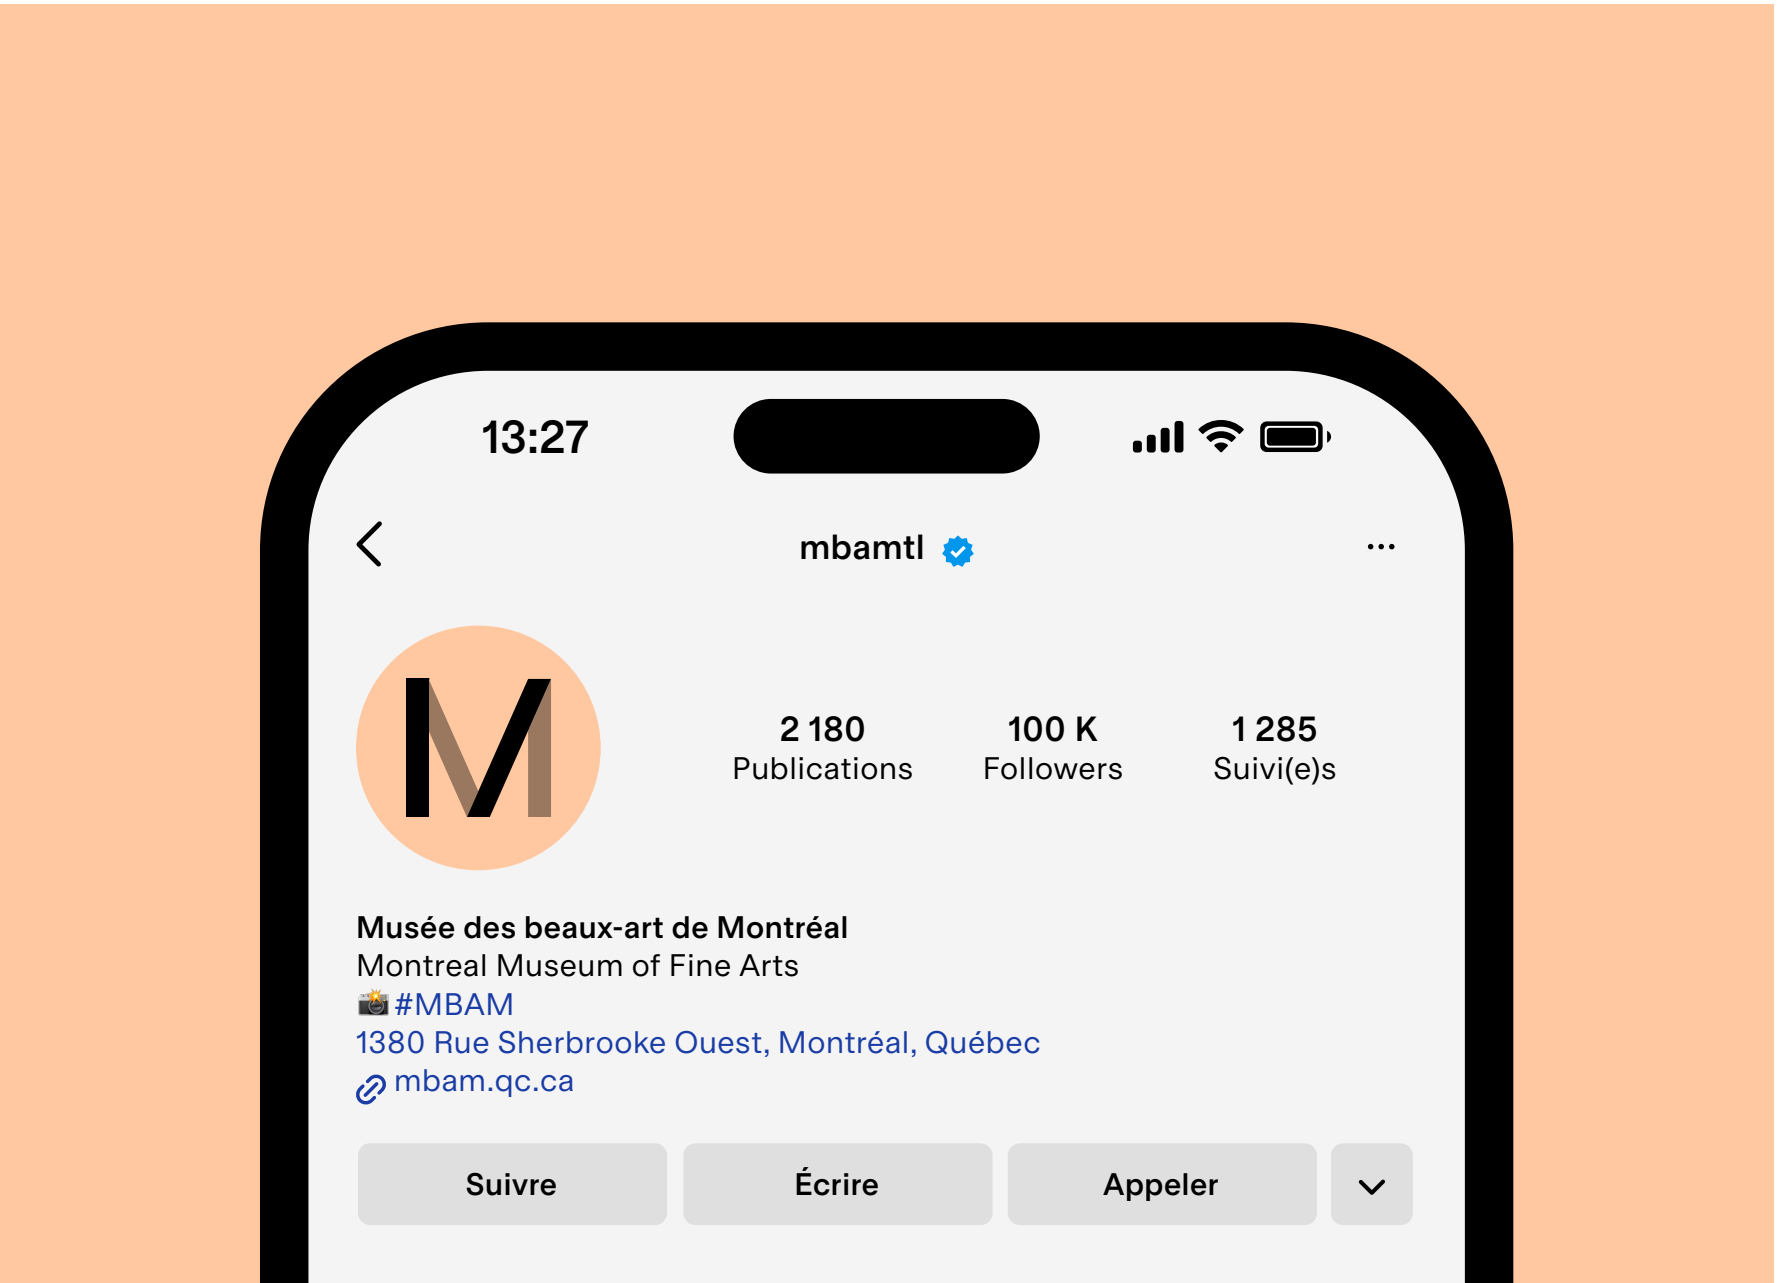 13:27
mbamtl
M
2 180 100 K 1 285
Publications Followers Suivi(e)s
Musée des beaux-art de Montréal
Montreal Museum of Fine Arts
#MBAM
1380 Rue Sherbrooke Ouest, Montréal, Québec
mbam.qc.ca
Suivre Écrire Appeler